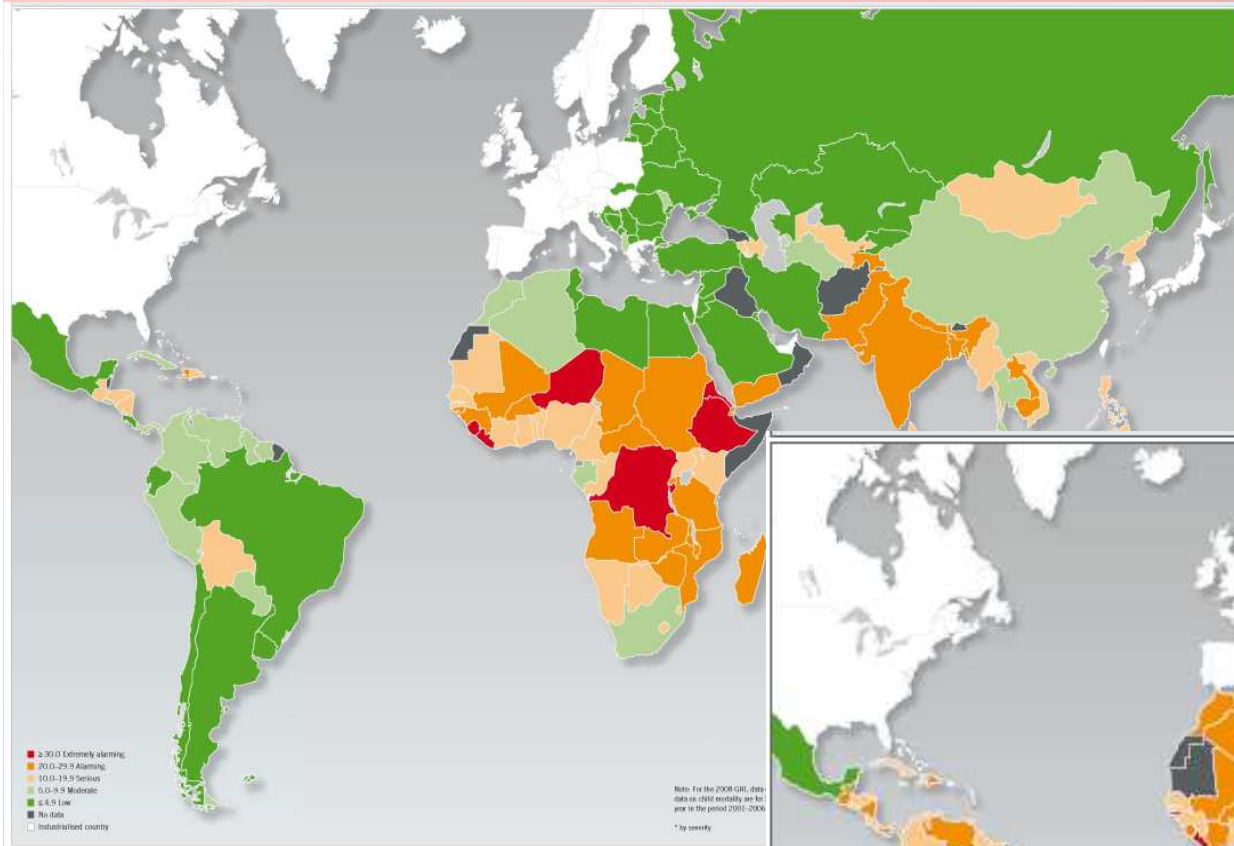 ≥ 30.0 Extremely alarming
20.0–29.9 Alarming
10.0–19.9 Serious
5.0–9.9 Moderate
≤ 4.9 Low
No data
Industrialised country
Note: For the 2008 GHI, data
data on child mortality are for
year in the period 2001–2006
* by severity